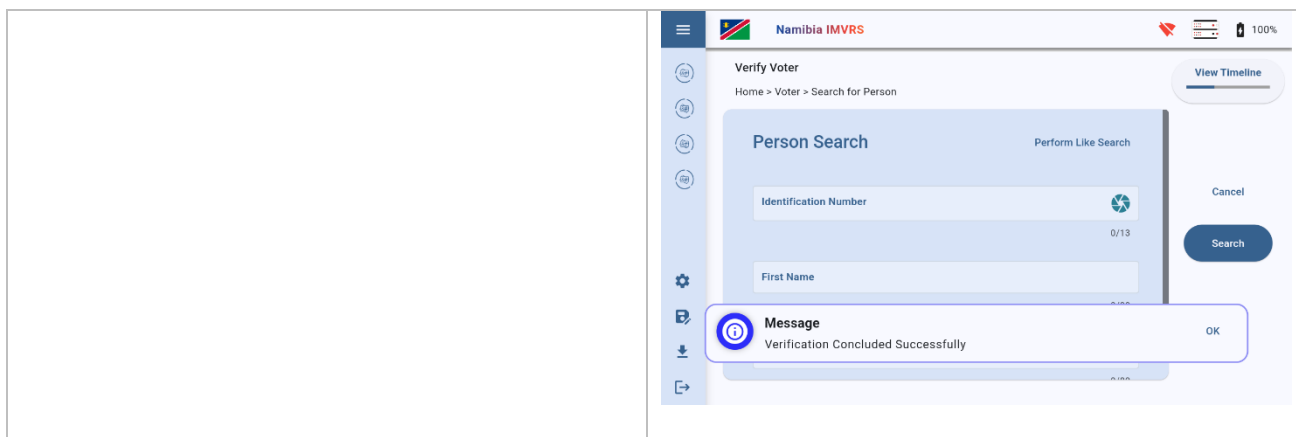 Namibia IMVRS
100%
Verify Voter
View Timeline
Home > Voter > Search for Person
Person Search
Perform Like Search
Identification Number
Cancel
0/13
Search
First Name
Message
Verification Concluded Successfully
OK